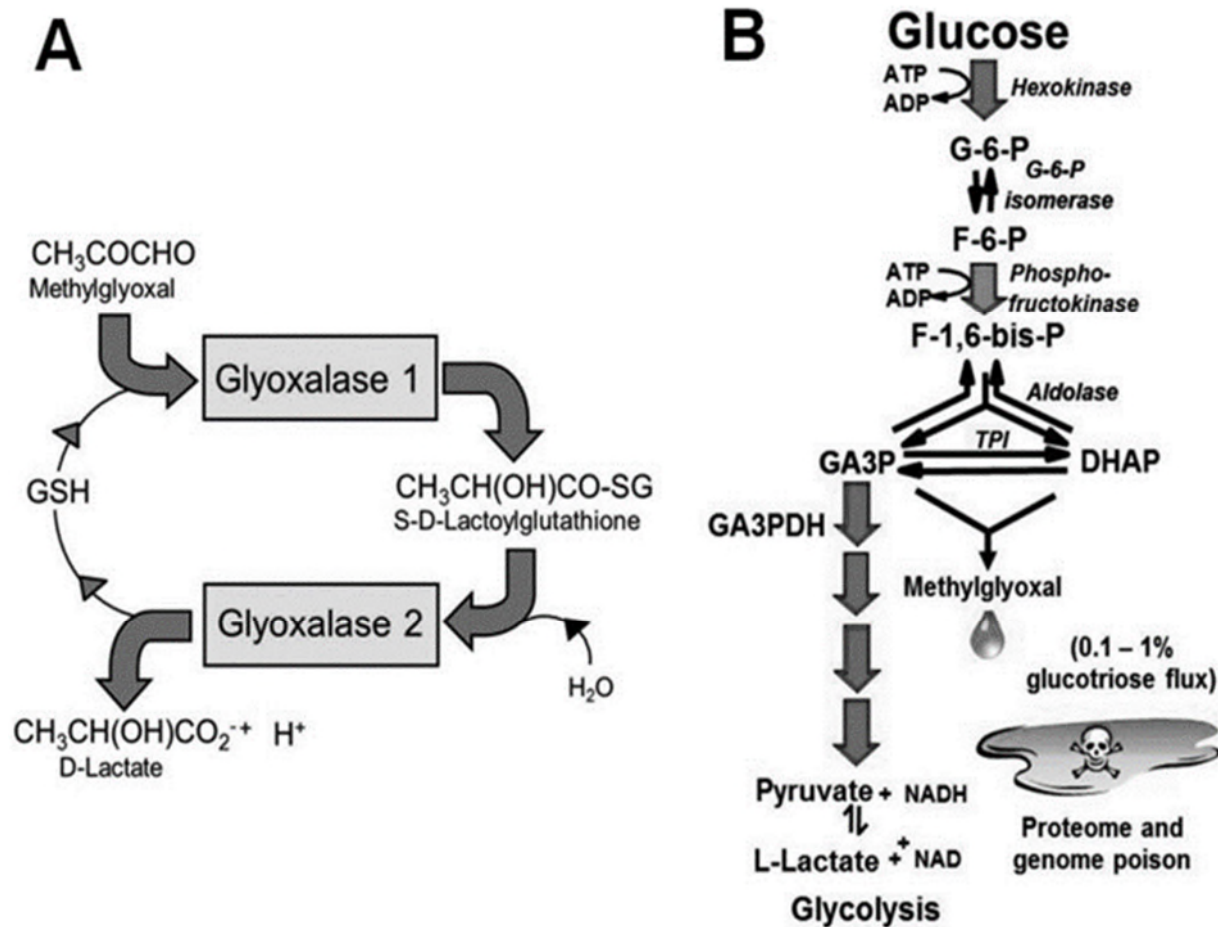 A
CH₃COCHO
Methylglyoxal
Glyoxalase 1
GSH
CH₃CH(OH)CO-SG
S-D-Lactoylglutathione
Glyoxalase 2
H₂O
CH₃CH(OH)CO₂⁻⁺ H⁺
D-Lactate
B
Glucose
ATP
ADP
Hexokinase
G-6-P
G-6-P
isomerase
F-6-P
ATP
ADP
Phospho-
fructokinase
F-1,6-bis-P
Aldolase
TPI
GA3P
DHAP
GA3PDH
Methylglyoxal
(0.1 – 1%
glucotriose flux)
Pyruvate + NADH
L-Lactate + ⁺NAD
Proteome and
genome poison
Glycolysis